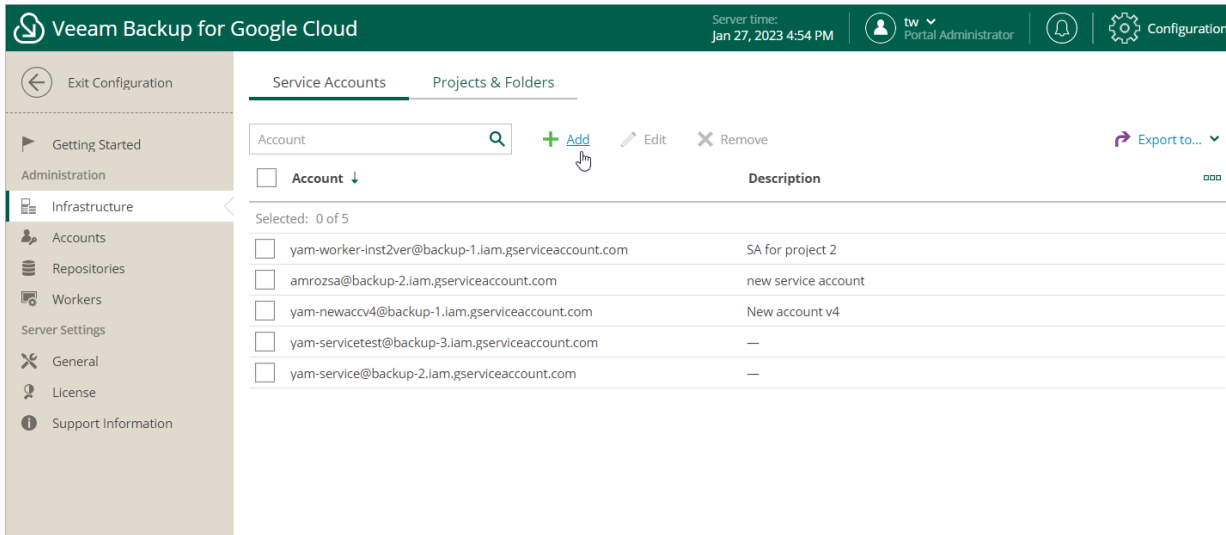 Veeam Backup for Google Cloud
Server time:
Jan 27, 2023 4:54 PM
tw
Portal Administrator
Configuration
Exit Configuration
Getting Started
Administration
Infrastructure
Accounts
Repositories
Workers
Server Settings
General
License
Support Information
Service Accounts Projects & Folders
Account Add Edit Remove Export to...
Account Description
Selected: 0 of 5
yam-worker-inst2ver@backup-1.iam.gserviceaccount.com SA for project 2
amrozsa@backup-2.iam.gserviceaccount.com new service account
yam-newaccv4@backup-1.iam.gserviceaccount.com New account v4
yam-servicetest@backup-3.iam.gserviceaccount.com —
yam-service@backup-2.iam.gserviceaccount.com —